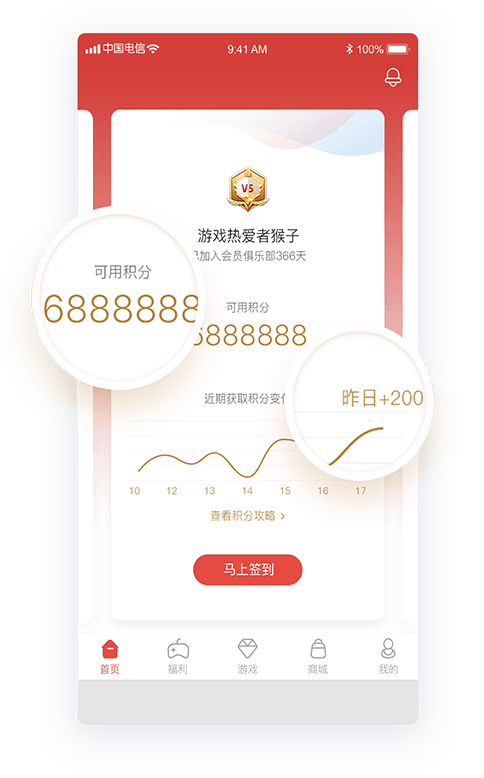 中国电信
9:41 AM
100%
V5
游戏热爱者猴子
已加入会员俱乐部366天
可用积分
6888888
可用积分
6888888
近期获取积分变化
昨日+200
10 12 13 14 15 16 17
查看积分攻略 >
马上签到
首页 福利 游戏 商城 我的